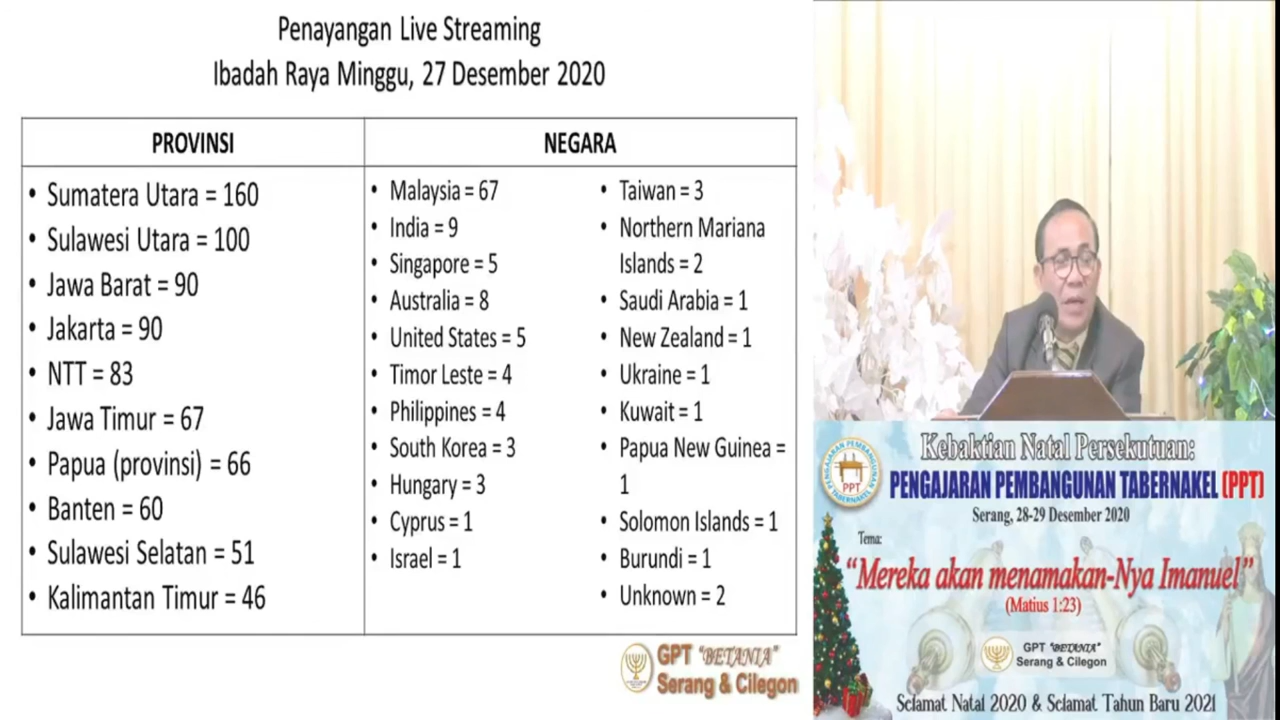 Penayangan Live Streaming
Ibadah Raya Minggu, 27 Desember 2020
PROVINSI
• Sumatera Utara = 160
• Sulawesi Utara = 100
• Jawa Barat = 90
• Jakarta = 90
• NTT = 83
• Jawa Timur = 67
• Papua (provinsi) = 66
• Banten = 60
• Sulawesi Selatan = 51
• Kalimantan Timur = 46
NEGARA
• Malaysia = 67
• India = 9
• Singapore = 5
• Australia = 8
• United States = 5
• Timor Leste = 4
• Philippines = 4
• South Korea = 3
• Hungary = 3
• Cyprus = 1
• Israel = 1
• Taiwan = 3
• Northern Mariana
Islands = 2
• Saudi Arabia = 1
• New Zealand = 1
• Ukraine = 1
• Kuwait = 1
• Papua New Guinea =
1
• Solomon Islands = 1
• Burundi = 1
• Unknown = 2
GPT "BETANIA"
Serang & Cilegon
PENGAJARAN PEMBANGUNAN
PPT
TABERNAKEL
Kebaktian Natal Persekutuan:
PENGAJARAN PEMBANGUNAN TABERNAKEL (PPT)
Serang, 28-29 Desember 2020
Tema:
"Mereka akan menamakan-Nya Imanuel"
(Matius 1:23)
GPT "BETANIA"
Serang & Cilegon
Selamat Natal 2020 & Selamat Tahun Baru 2021